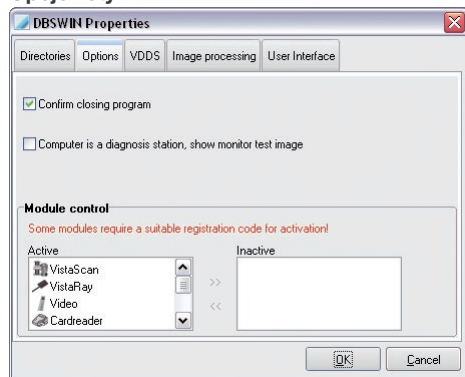 DBSWIN Properties
Directories Options VDDS Image processing User Interface
Confirm closing program
Computer is a diagnosis station, show monitor test image
Module control
Some modules require a suitable registration code for activation!
Active Inactive
VistaScan
VistaRay
Video
Cardreader
>>
<<
OK Cancel